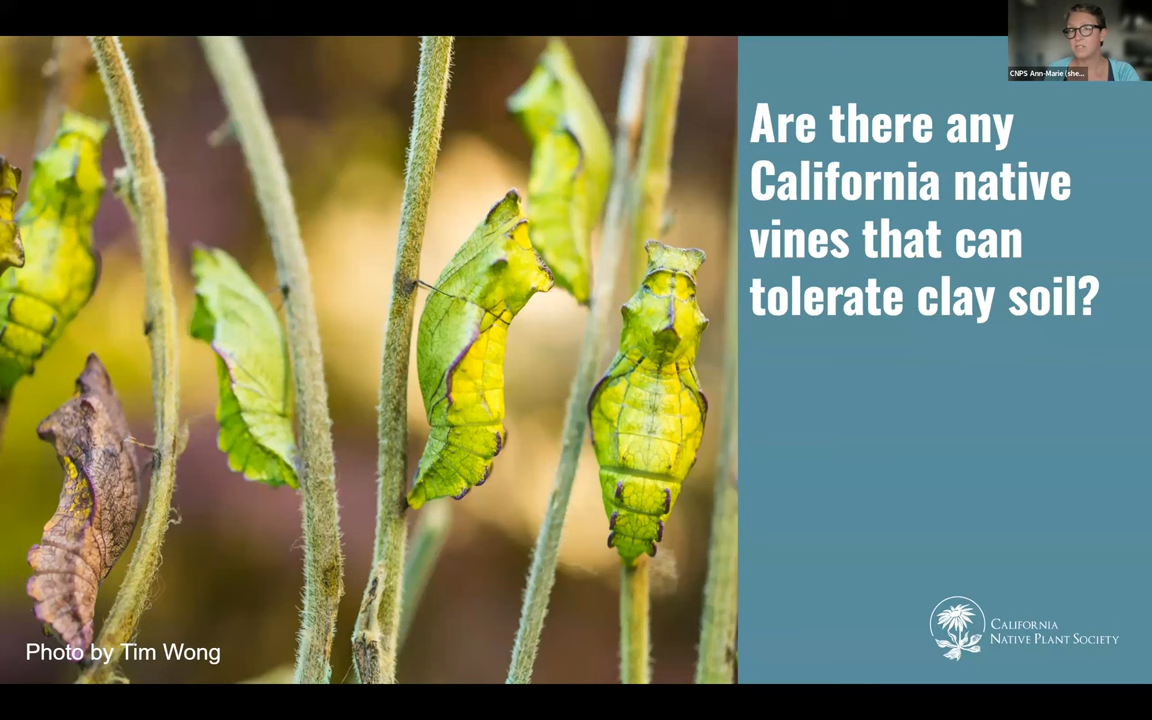 CNPS Ann-Marie (she...
Are there any
California native
vines that can
tolerate clay soil?
Photo by Tim Wong
CALIFORNIA
NATIVE PLANT SOCIETY